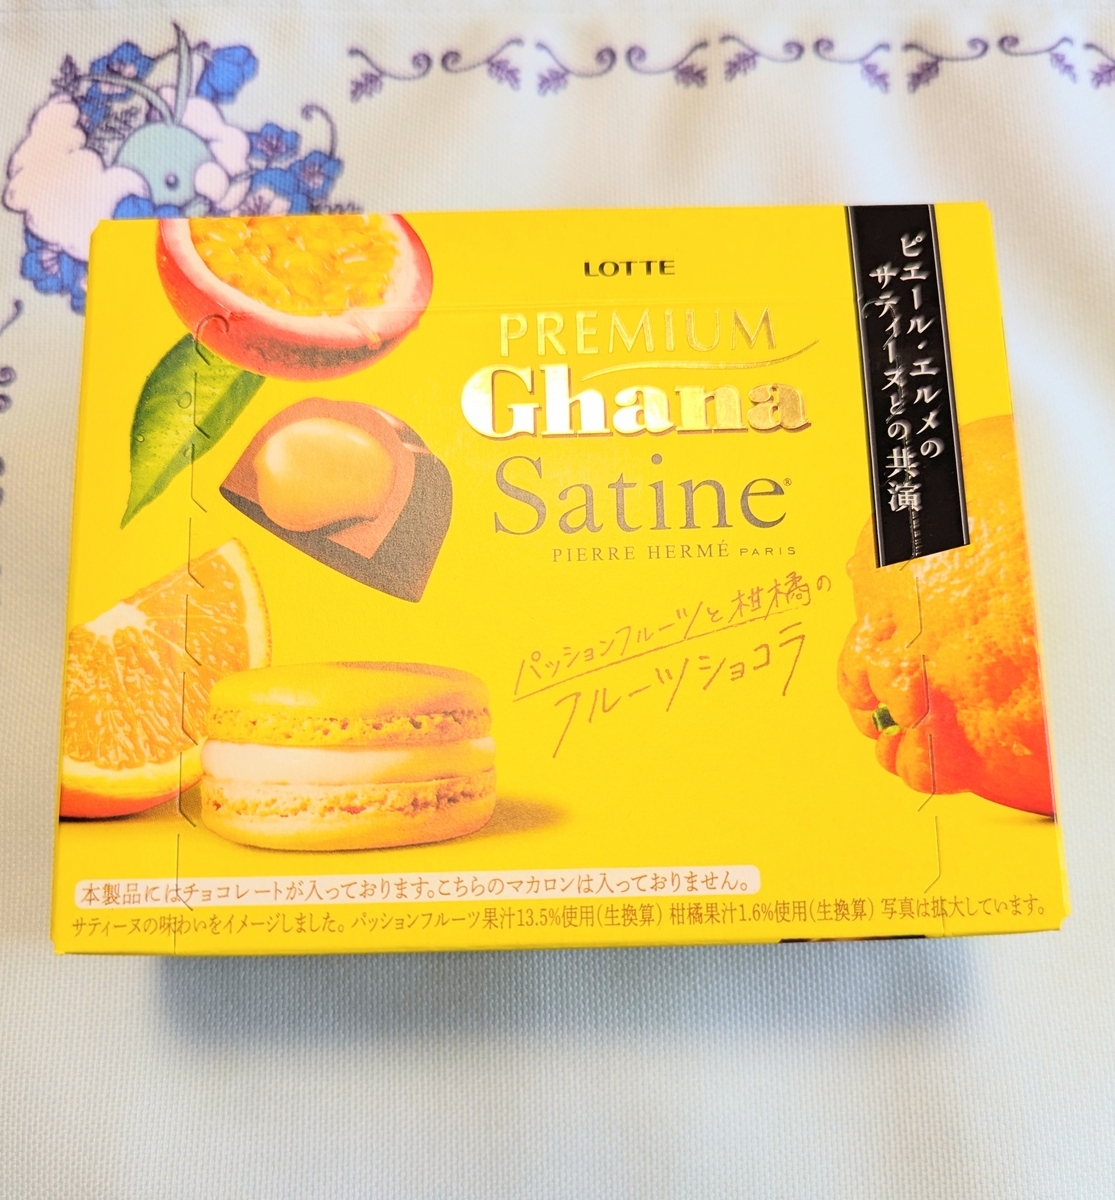 LOTTE
PREMIUM
Ghana
Satine®
PIERRE HERMÉ PARIS
ピエール・エルメの
サティーヌとの共演
パッションフルーツと柑橘の
フルーツショコラ
本製品にはチョコレートが入っております。こちらのマカロンは入っておりません。
サティーヌの味わいをイメージしました。パッションフルーツ果汁13.5%使用(生換算) 柑橘果汁1.6%使用(生換算) 写真は拡大しています。